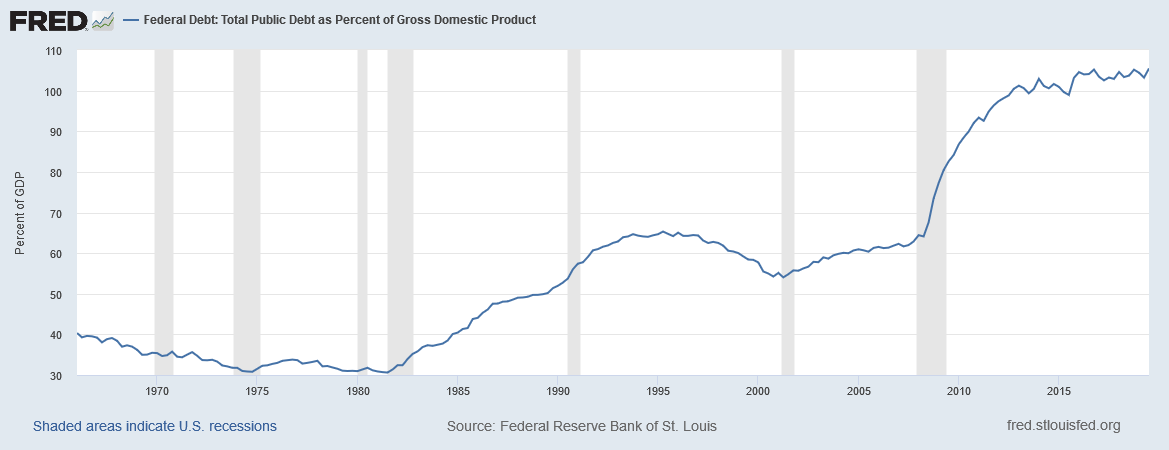 FRED
Federal Debt: Total Public Debt as Percent of Gross Domestic Product
Percent of GDP
110
100
90
80
70
60
50
40
30
1970 1975 1980 1985 1990 1995 2000 2005 2010 2015
Shaded areas indicate U.S. recessions
Source: Federal Reserve Bank of St. Louis
fred.stlouisfed.org